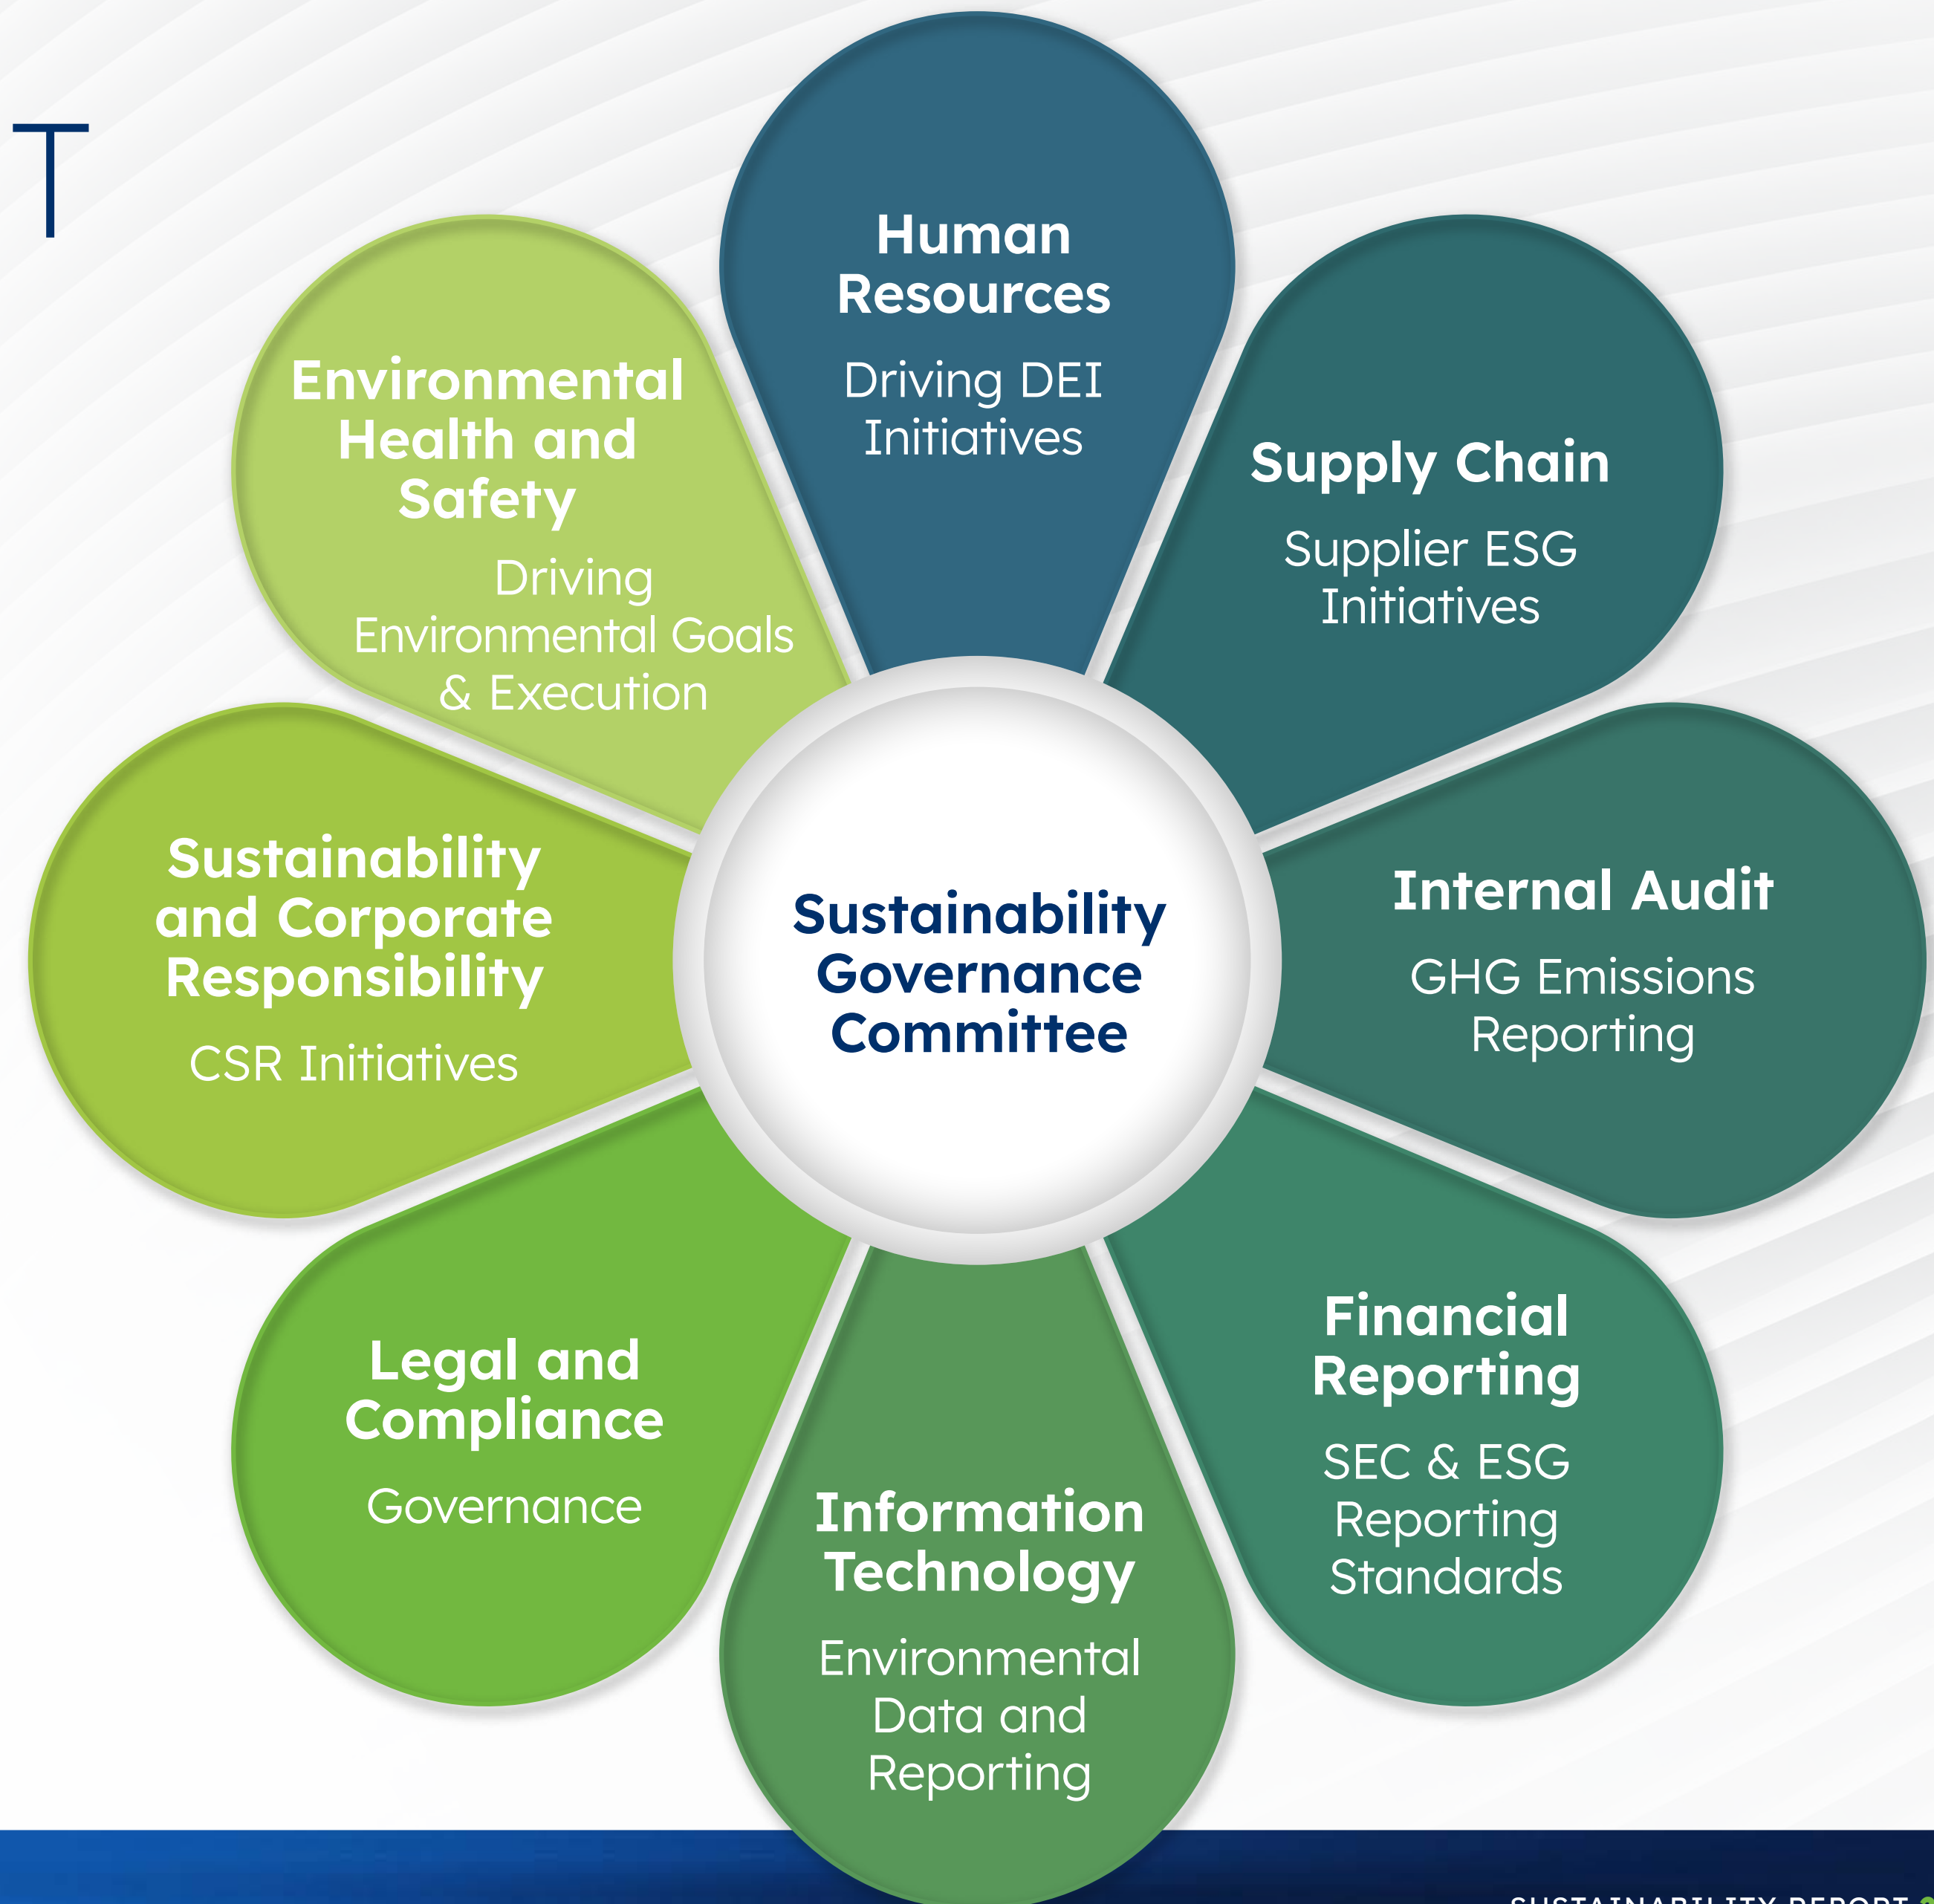 T
Human
Resources
Driving DEI
Initiatives
Supply Chain
Supplier ESG
Initiatives
Internal Audit
GHG Emissions
Reporting
Financial
Reporting
SEC & ESG
Reporting
Standards
Information
Technology
Environmental
Data and
Reporting
Legal and
Compliance
Governance
Sustainability
and Corporate
Responsibility
CSR Initiatives
Environmental
Health and
Safety
Driving
Environmental Goals
& Execution
Sustainability
Governance
Committee
SUSTAINABILITY REPORT